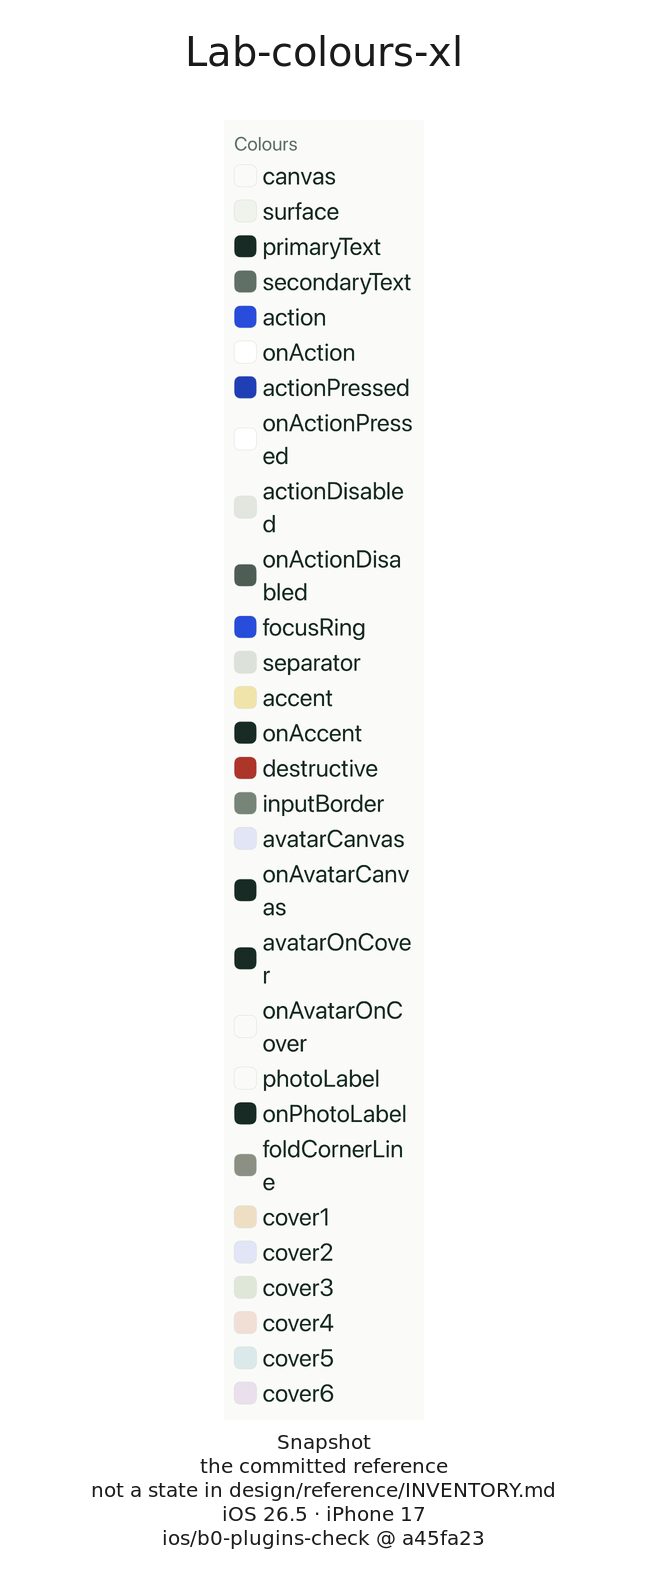 Lab-colours-xl
Colours
canvas
surface
primaryText
secondaryText
action
onAction
actionPressed
onActionPress
ed
actionDisable
d
onActionDisa
bled
focusRing
separator
accent
onAccent
destructive
inputBorder
avatarCanvas
onAvatarCanv
as
avatarOnCove
r
onAvatarOnC
over
photoLabel
onPhotoLabel
foldCornerLin
e
cover1
cover2
cover3
cover4
cover5
cover6
Snapshot
the committed reference
not a state in design/reference/INVENTORY.md
iOS 26.5 · iPhone 17
ios/b0-plugins-check @ a45fa23